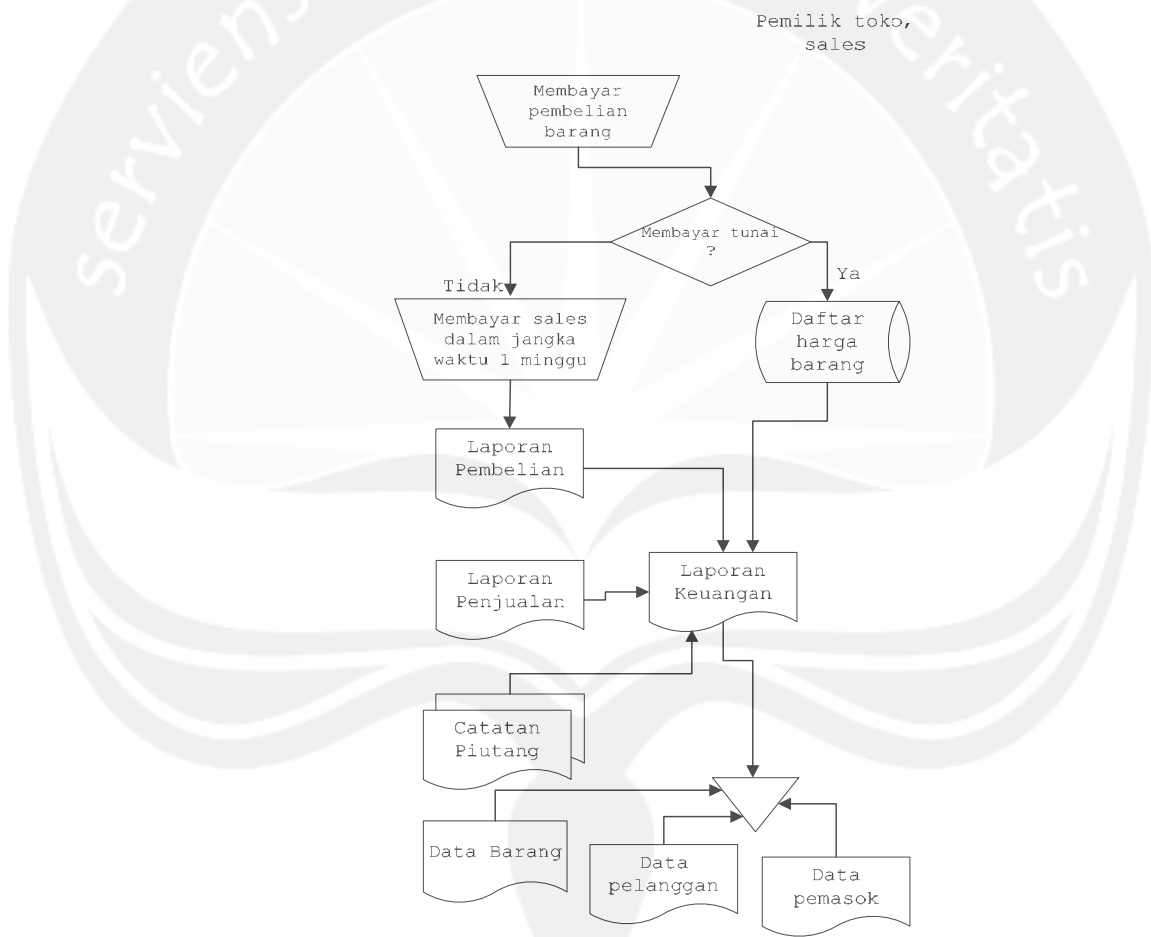 Pemilik toko,
sales
Membayar
pembelian
barang
Membayar tunai
?
Tidak
Ya
Membayar sales
dalam jangka
waktu 1 minggu
Daftar
harga
barang
Laporan
Pembelian
Laporan
Penjualan
Laporan
Keuangan
Catatan
Piutang
Data Barang
Data
pelanggan
Data
pemasok